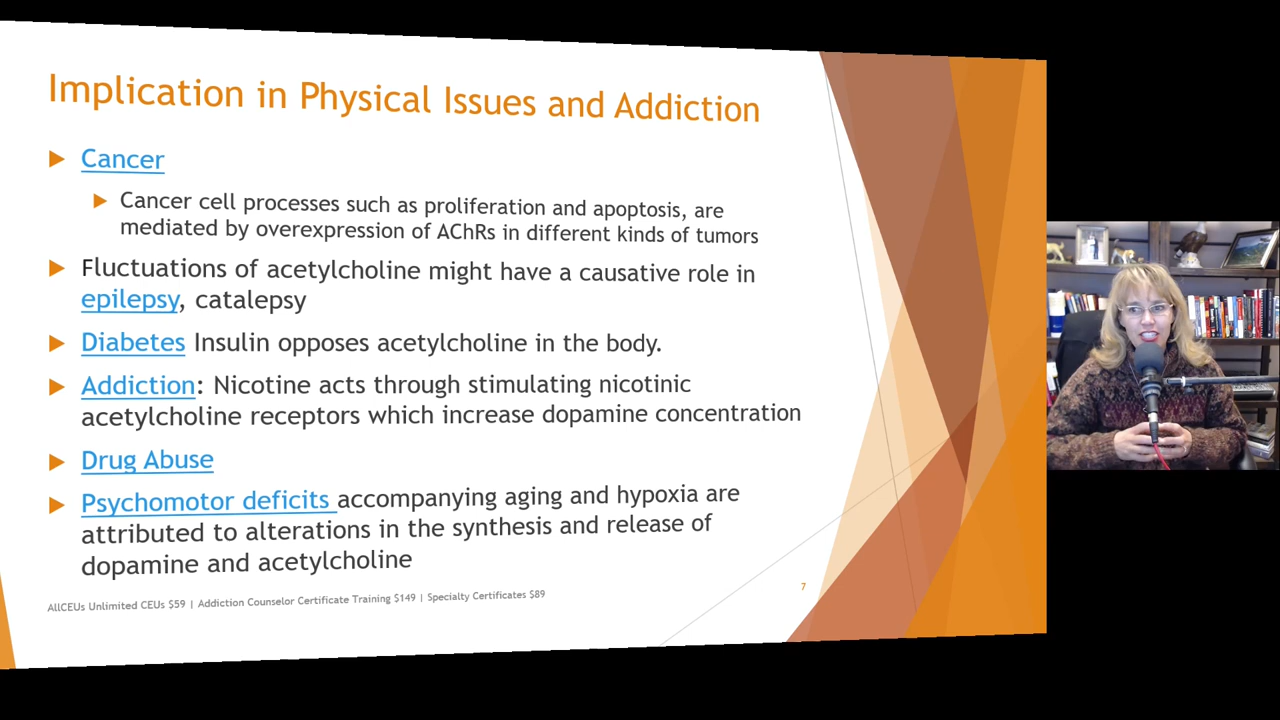 Implication in Physical Issues and Addiction
Cancer
Cancer cell processes such as proliferation and apoptosis, are
mediated by overexpression of AChRs in different kinds of tumors
Fluctuations of acetylcholine might have a causative role in
epilepsy, catalepsy
Diabetes Insulin opposes acetylcholine in the body.
Addiction: Nicotine acts through stimulating nicotinic
acetylcholine receptors which increase dopamine concentration
Drug Abuse
Psychomotor deficits accompanying aging and hypoxia are
attributed to alterations in the synthesis and release of
dopamine and acetylcholine
AllCEUs Unlimited CEUs $59 | Addiction Counselor Certificate Training $149 | Specialty Certificates $89
7